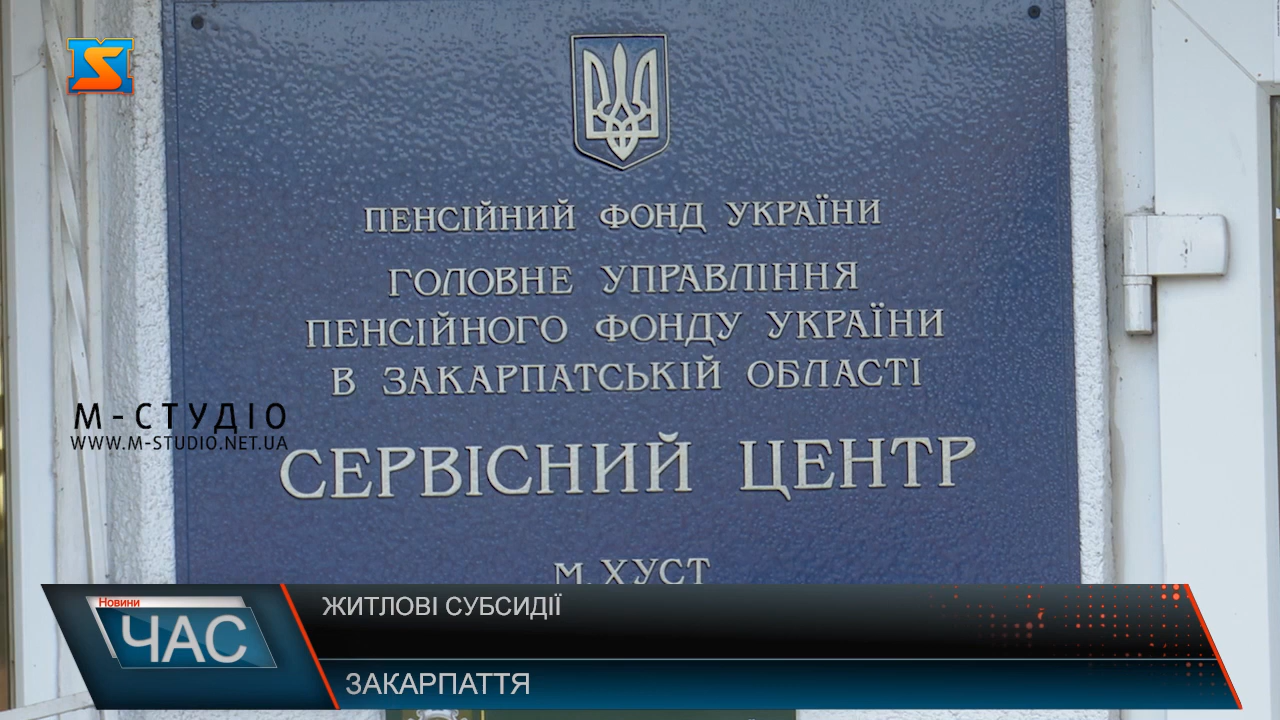 ПЕНСІЙНИЙ ФОНД УКРАЇНИ
ГОЛОВНЕ УПРАВЛІННЯ
ПЕНСІЙНОГО ФОНДУ УКРАЇНИ
В ЗАКАРПАТСЬКІЙ ОБЛАСТІ
М-СТУДІО
WWW.M-STUDIO.NET.UA
СЕРВІСНИЙ ЦЕНТР
М. ХУСТ
Новини
ЧАС
ЖИТЛОВІ СУБСИДІЇ
ЗАКАРПАТТЯ